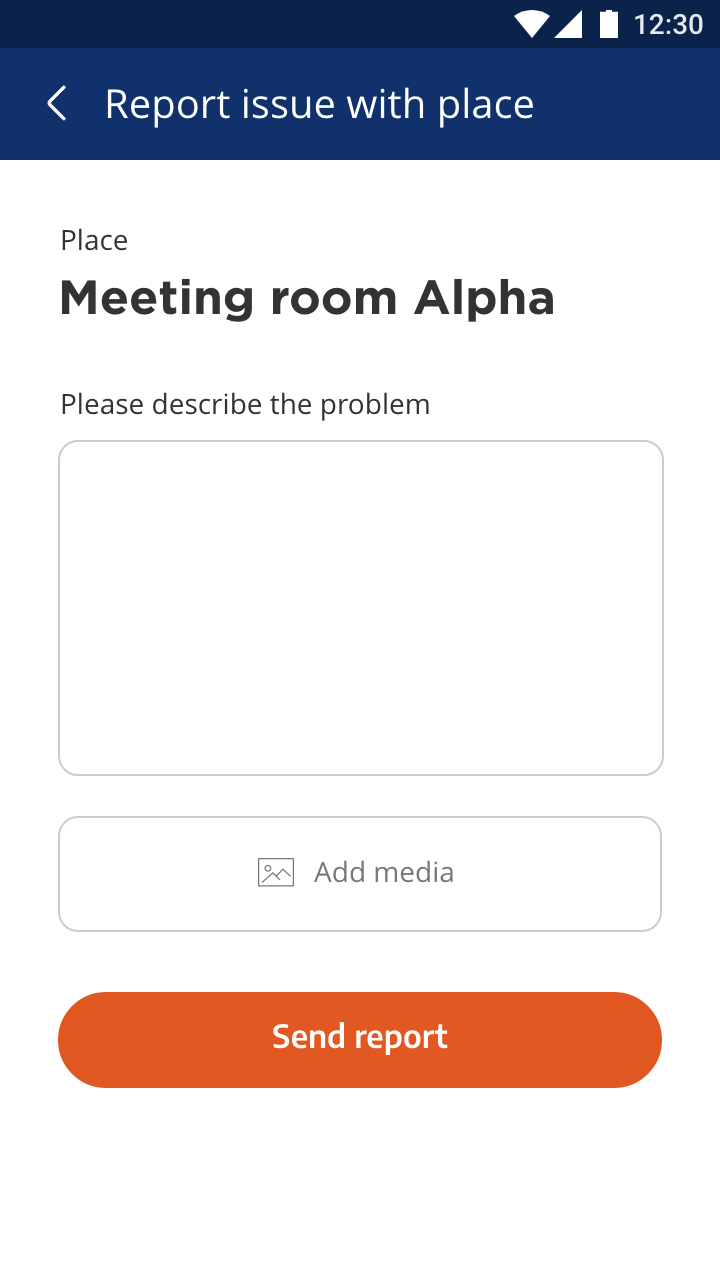 12:30
Report issue with place
Place
Meeting room Alpha
Please describe the problem
Add media
Send report